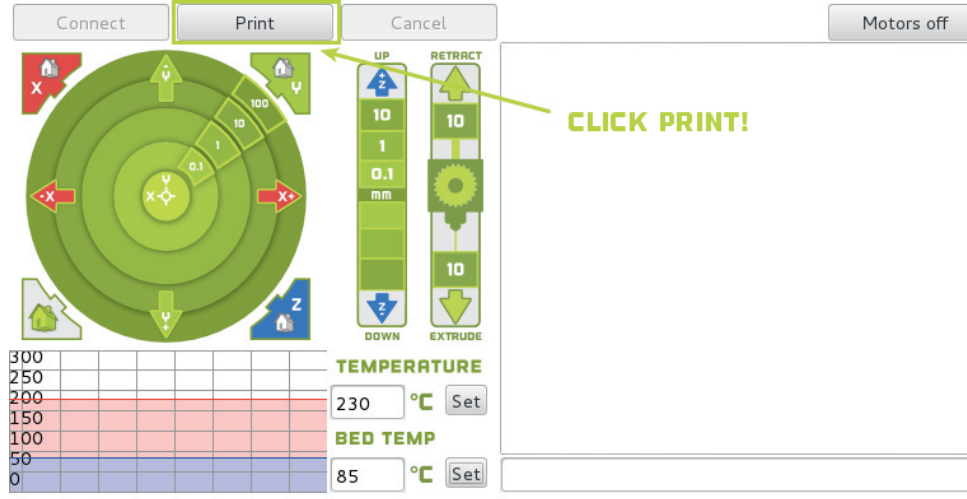 Connect
Print
Cancel
Motors off
UP
RETRACT
X
-Y
Y
100
10
1
0.1
+Z
10
1
0.1
mm
10
CLICK PRINT!
-X
Y
X
X+
10
Y+
Z
Z-
DOWN
EXTRUDE
300
250
200
150
100
50
0
TEMPERATURE
230
°C
Set
BED TEMP
85
°C
Set